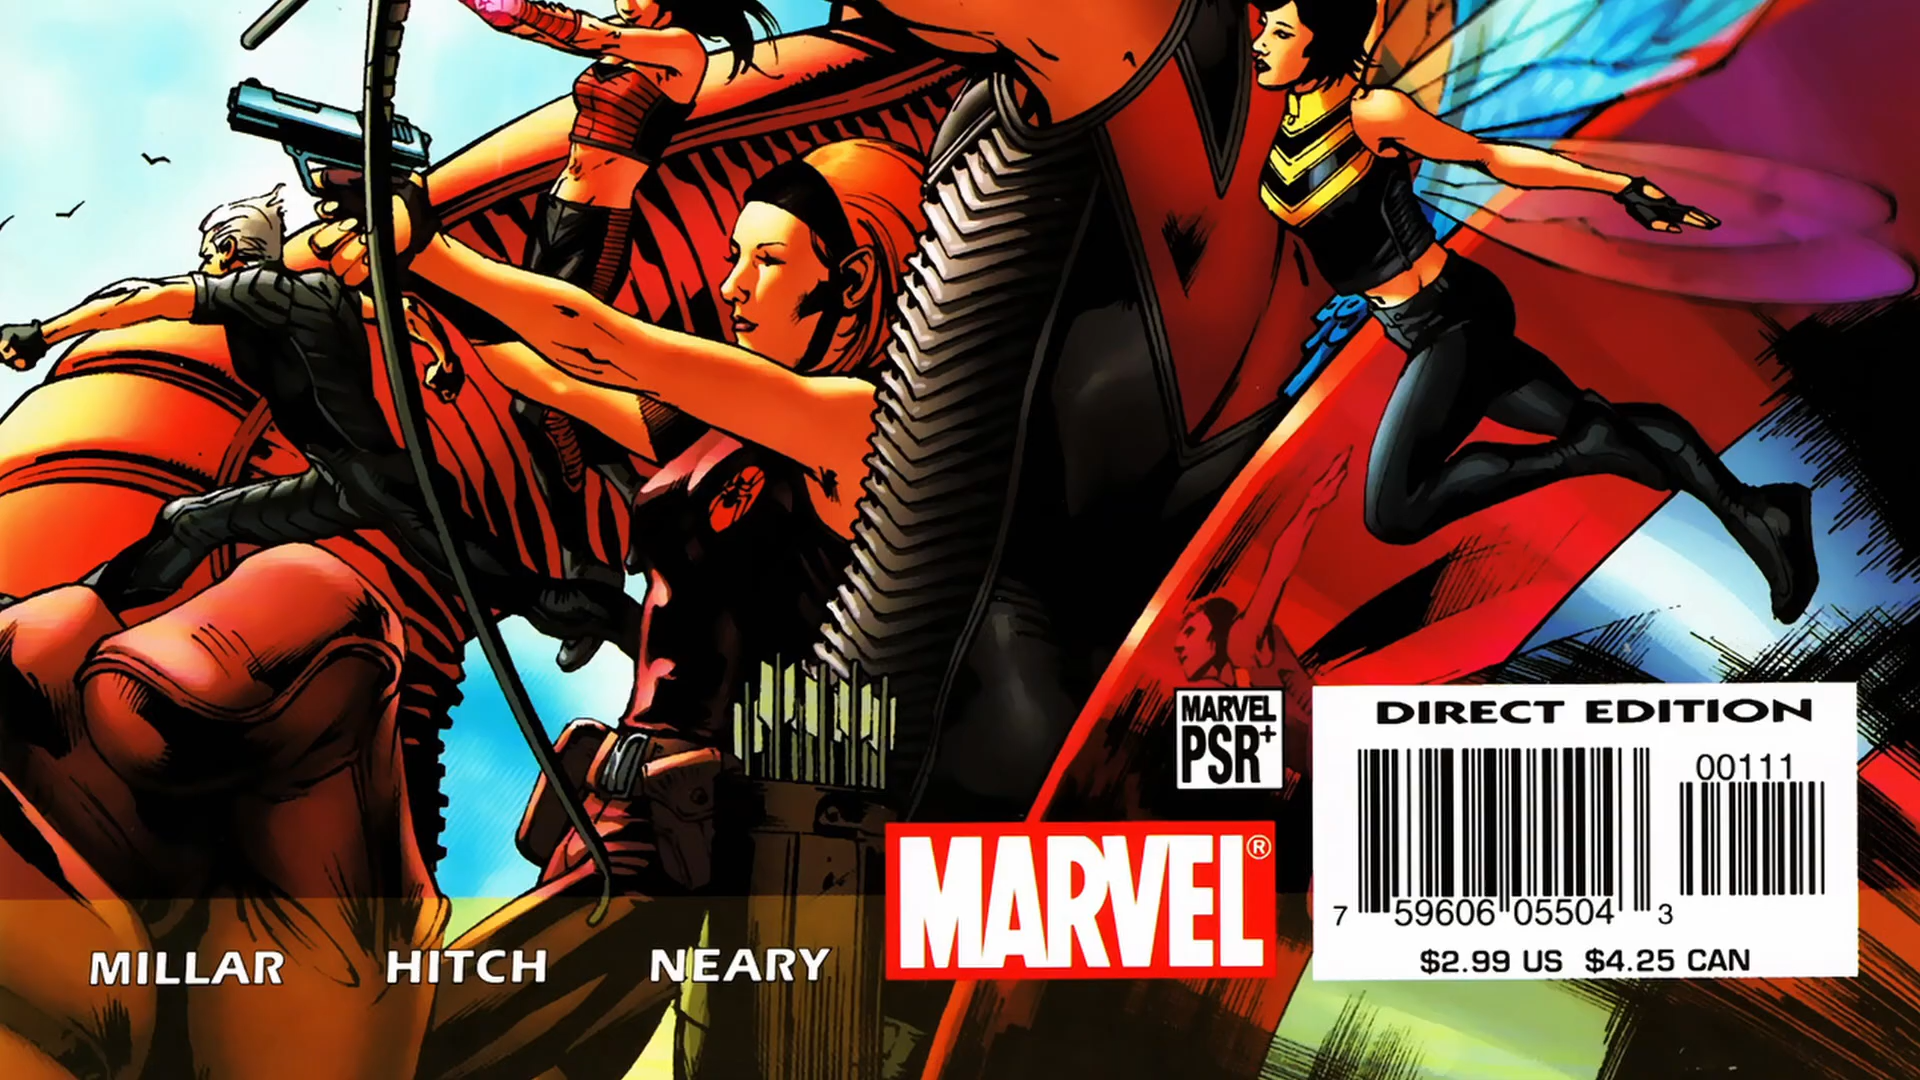 MARVEL
PSR+
DIRECT EDITION
00111
7 59606 05504 3
$2.99 US $4.25 CAN
MILLAR HITCH NEARY
MARVEL®